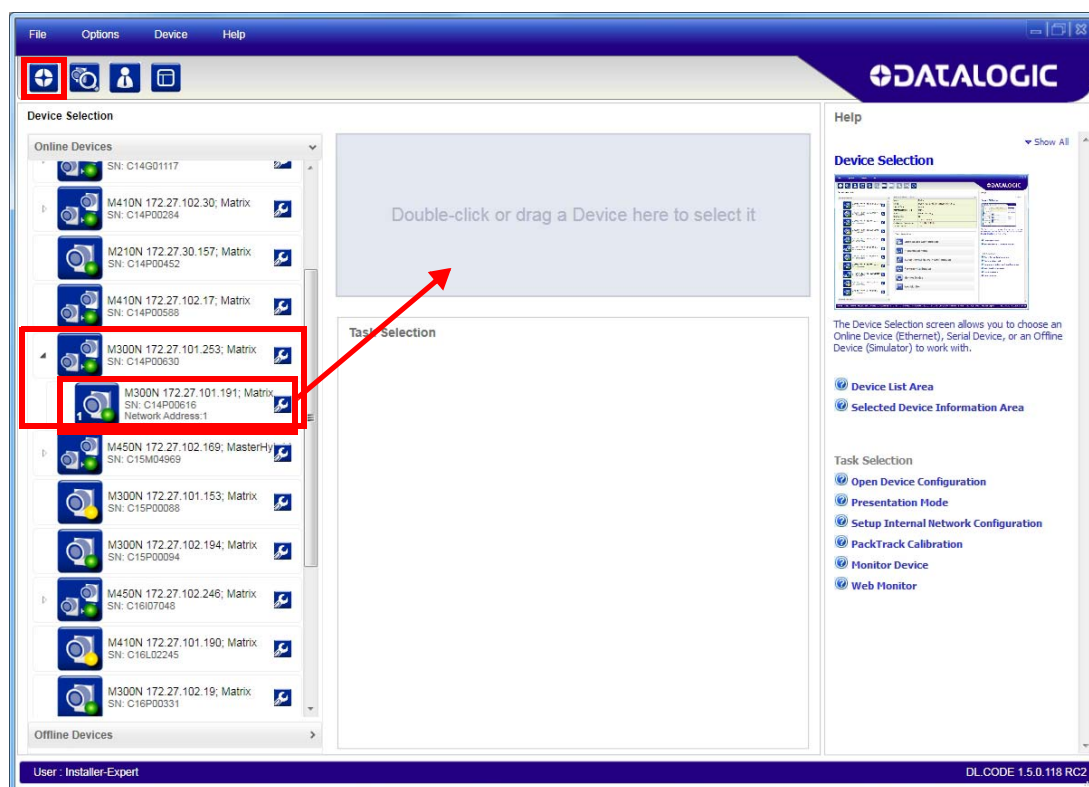 File Options Device Help
DATALOGIC
Device Selection
Online Devices
SN: C14G01117
M410N 172.27.102.30; Matrix
SN: C14P00284
M210N 172.27.30.157; Matrix
SN: C14P00452
M410N 172.27.102.17; Matrix
SN: C14P00588
M300N 172.27.101.253; Matrix
SN: C14P00630
M300N 172.27.101.191; Matrix
SN: C14P00616
1 Network Address:1
M450N 172.27.102.169; MasterHy
SN: C15M04969
M300N 172.27.101.153; Matrix
SN: C15P00088
M300N 172.27.102.194; Matrix
SN: C15P00094
M450N 172.27.102.246; Matrix
SN: C16I07048
M410N 172.27.101.190; Matrix
SN: C16L02245
M300N 172.27.102.19; Matrix
SN: C16P00331
Offline Devices
Double-click or drag a Device here to select it
Task Selection
Help
Show All
Device Selection
DATALOGIC
The Device Selection screen allows you to choose an
Online Device (Ethernet), Serial Device, or an Offline
Device (Simulator) to work with.
Device List Area
Selected Device Information Area
Task Selection
Open Device Configuration
Presentation Mode
Setup Internal Network Configuration
PackTrack Calibration
Monitor Device
Web Monitor
User : Installer-Expert
DL.CODE 1.5.0.118 RC2